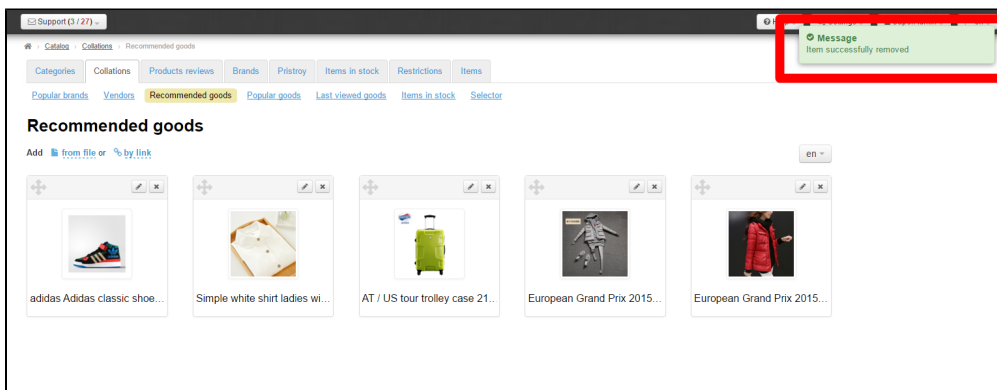 Support (3 / 27)
Message
Item successfully removed
Catalog › Collations › Recommended goods
Categories Collations Products reviews Brands Pristroy Items in stock Restrictions Items
Popular brands Vendors Recommended goods Popular goods Last viewed goods Items in stock Selector
Recommended goods
Add from file or by link
en
adidas Adidas classic shoe...
Simple white shirt ladies wi...
AT / US tour trolley case 21...
European Grand Prix 2015...
European Grand Prix 2015...